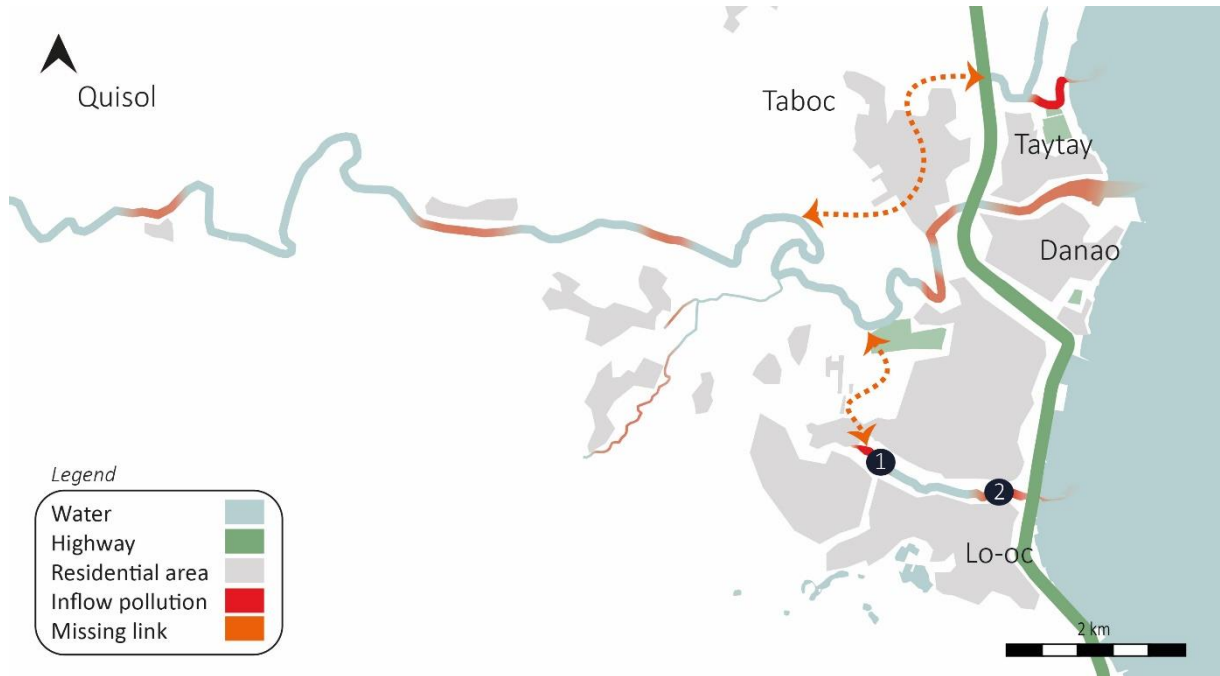 Quisol
Taboc
Taytay
Danao
1
2
Lo-oc
Legend
Water
Highway
Residential area
Inflow pollution
Missing link
2 km